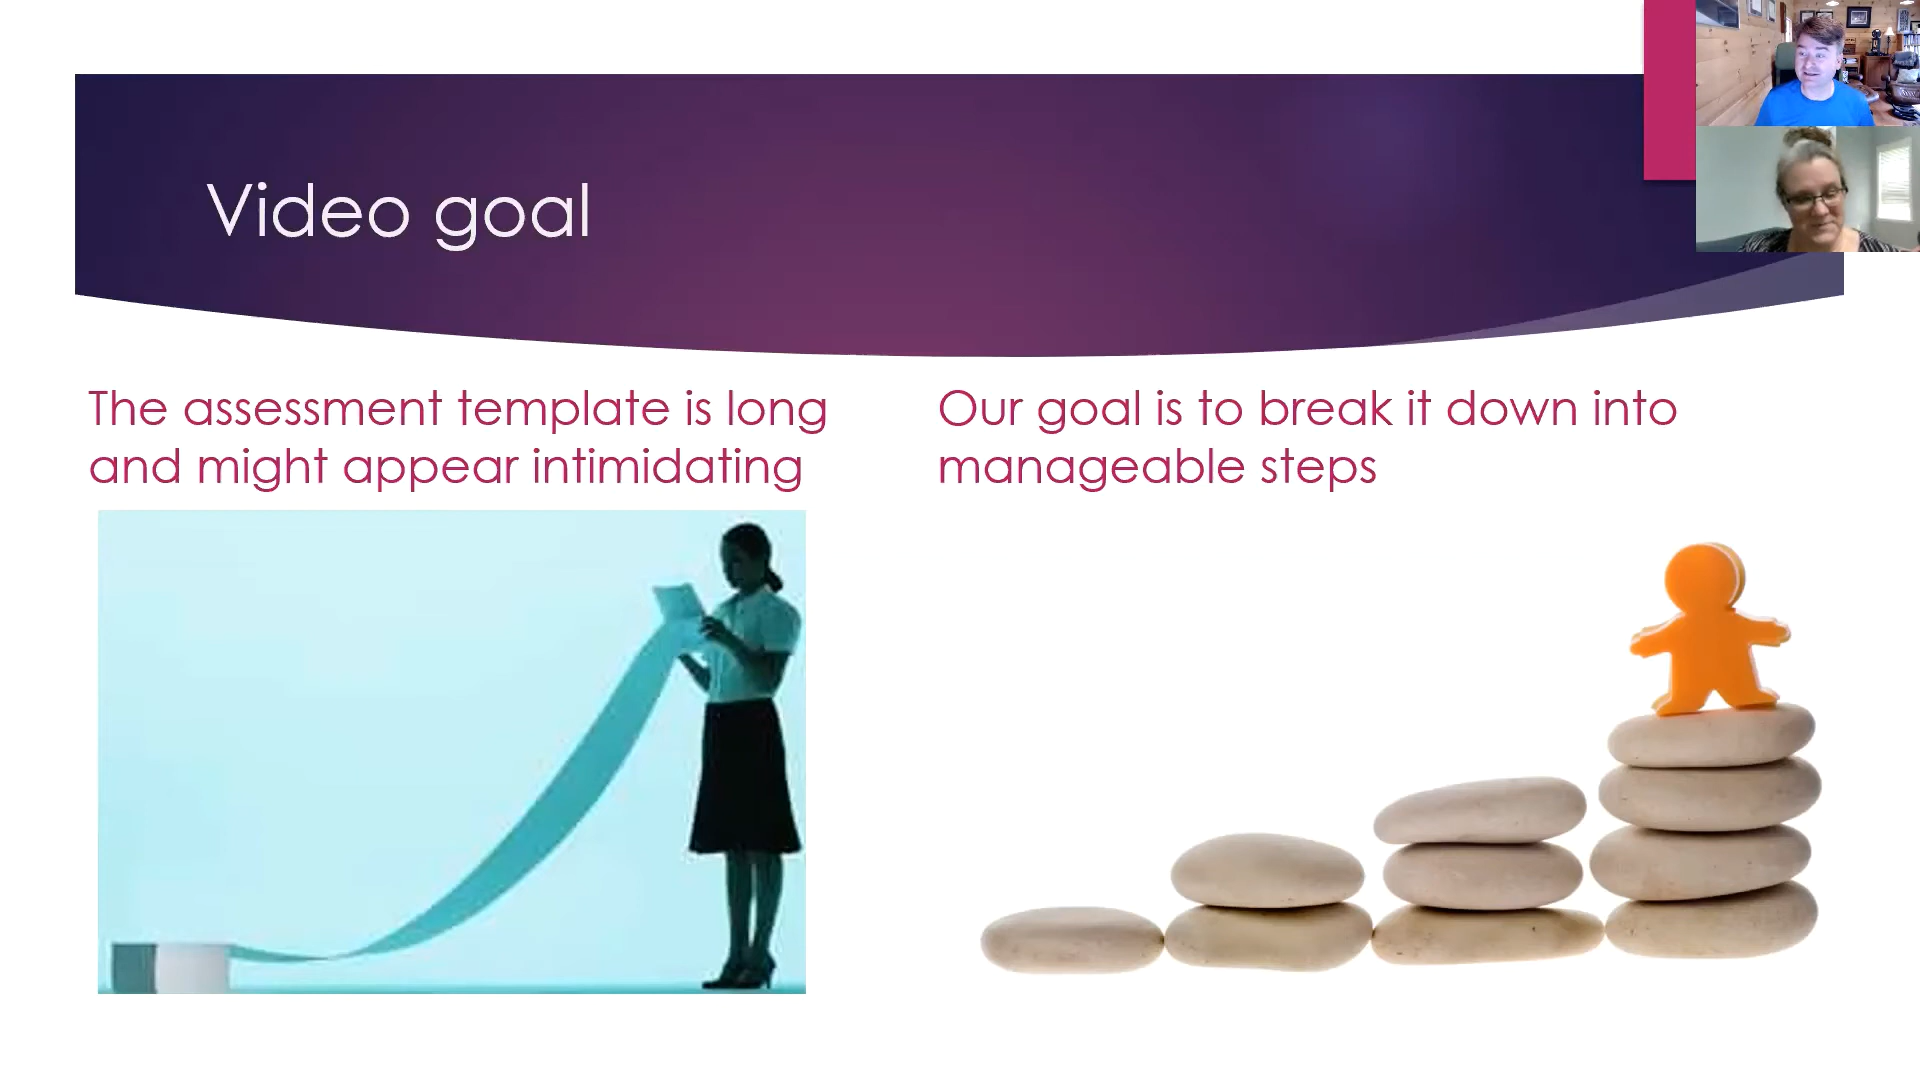 Video goal
The assessment template is long
and might appear intimidating
Our goal is to break it down into
manageable steps